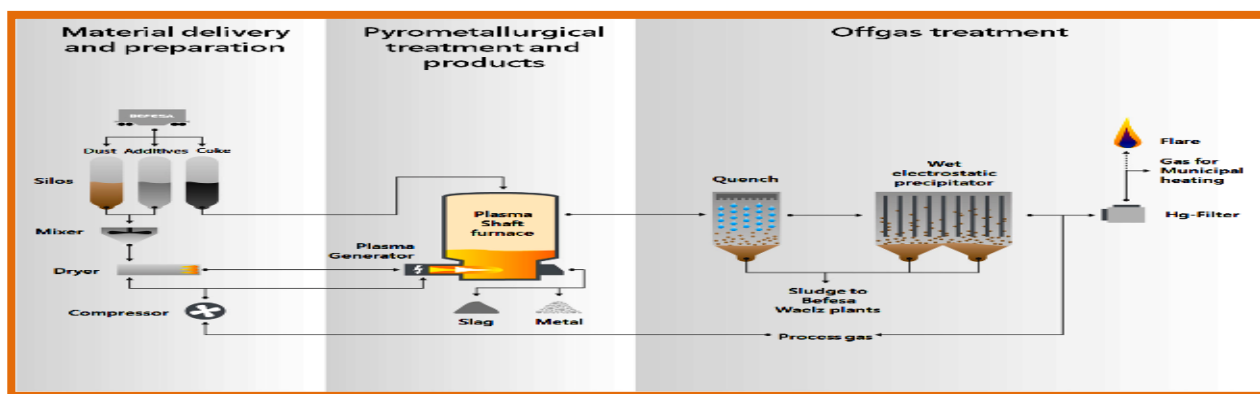 Material delivery
and preparation
Pyrometallurgical
treatment and
products
Offgas treatment
BEFESA
Dust Additives Coke
Silos
Mixer
Dryer
Compressor
Plasma
Generator
Plasma
Shaft
furnace
Slag
Metal
Quench
Wet
electrostatic
precipitator
Sludge to
Befesa
Waelz plants
Process gas
Flare
Gas for
Municipal
heating
Hg-Filter